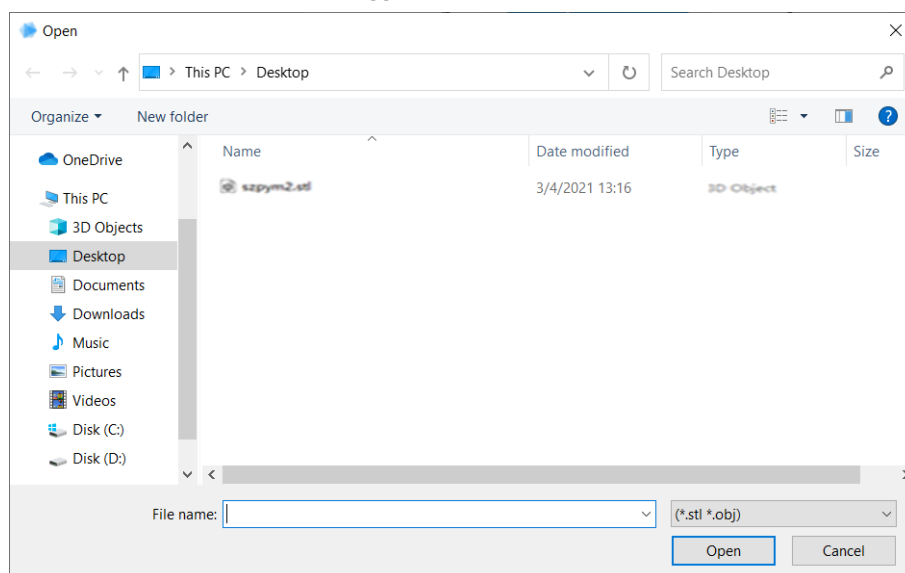 Open
This PC > Desktop
Search Desktop
Organize
New folder
Name
Date modified
Type
Size
OneDrive
This PC
3D Objects
Desktop
Documents
Downloads
Music
Pictures
Videos
Disk (C:)
Disk (D:)
3/4/2021 13:16
3D Object
File name:
(*.stl *.obj)
Open
Cancel